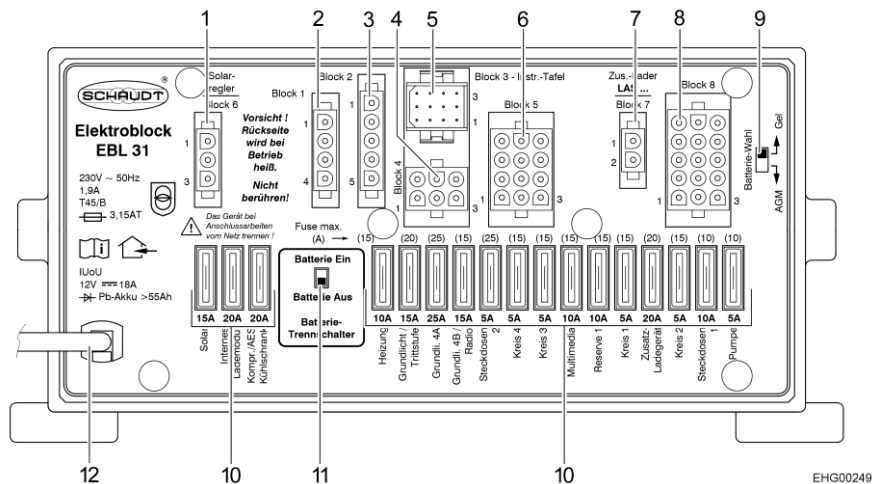 1
2
3
4
5
6
7
8
9
SCHAUDT
®
Elektroblock
EBL 31
230V ~ 50Hz
1,9A
T45/B
3,15AT
i
IUoU
12V 18A
Pb-Akku >55Ah
Solar-
regler
Block 6
1
3
Das Gerät bei
Anschlussarbeiten
vom Netz trennen !
Vorsicht !
Rückseite
wird bei
Betrieb
heiß.
Nicht
berühren!
Block 1
1
4
Block 2
1
5
Block 3 - Instr.-Tafel
3
1
Block 4
1
3
Block 5
1
3
Zus.-Lader
LAS ...
Block 7
1
2
Block 8
1
3
Batterie-Wahl
Gel
AGM
Fuse max.
(A) → (15) (20) (25) (15) (25) (15) (15) (10) (15) (15) (20) (15) (10) (10)
15A 20A 20A
Solar
Internes
Lademodu
Kompr./AES
Kühlschrank
Batterie Ein
Batterie Aus
Batterie-
Trennschalter
10A 15A 25A 15A 5A 5A 5A 10A 10A 5A 20A 5A 10A 5A
Heizung
Grundlicht /
Trittstufe
Grundli. 4A
Grundli. 4B /
Radio
Steckdosen
2
Kreis 4
Kreis 3
Multimedia
Reserve 1
Kreis 1
Zusatz-
Ladegerät
Kreis 2
Steckdosen
1
Pumpe
12
10
11
10
EHG00249